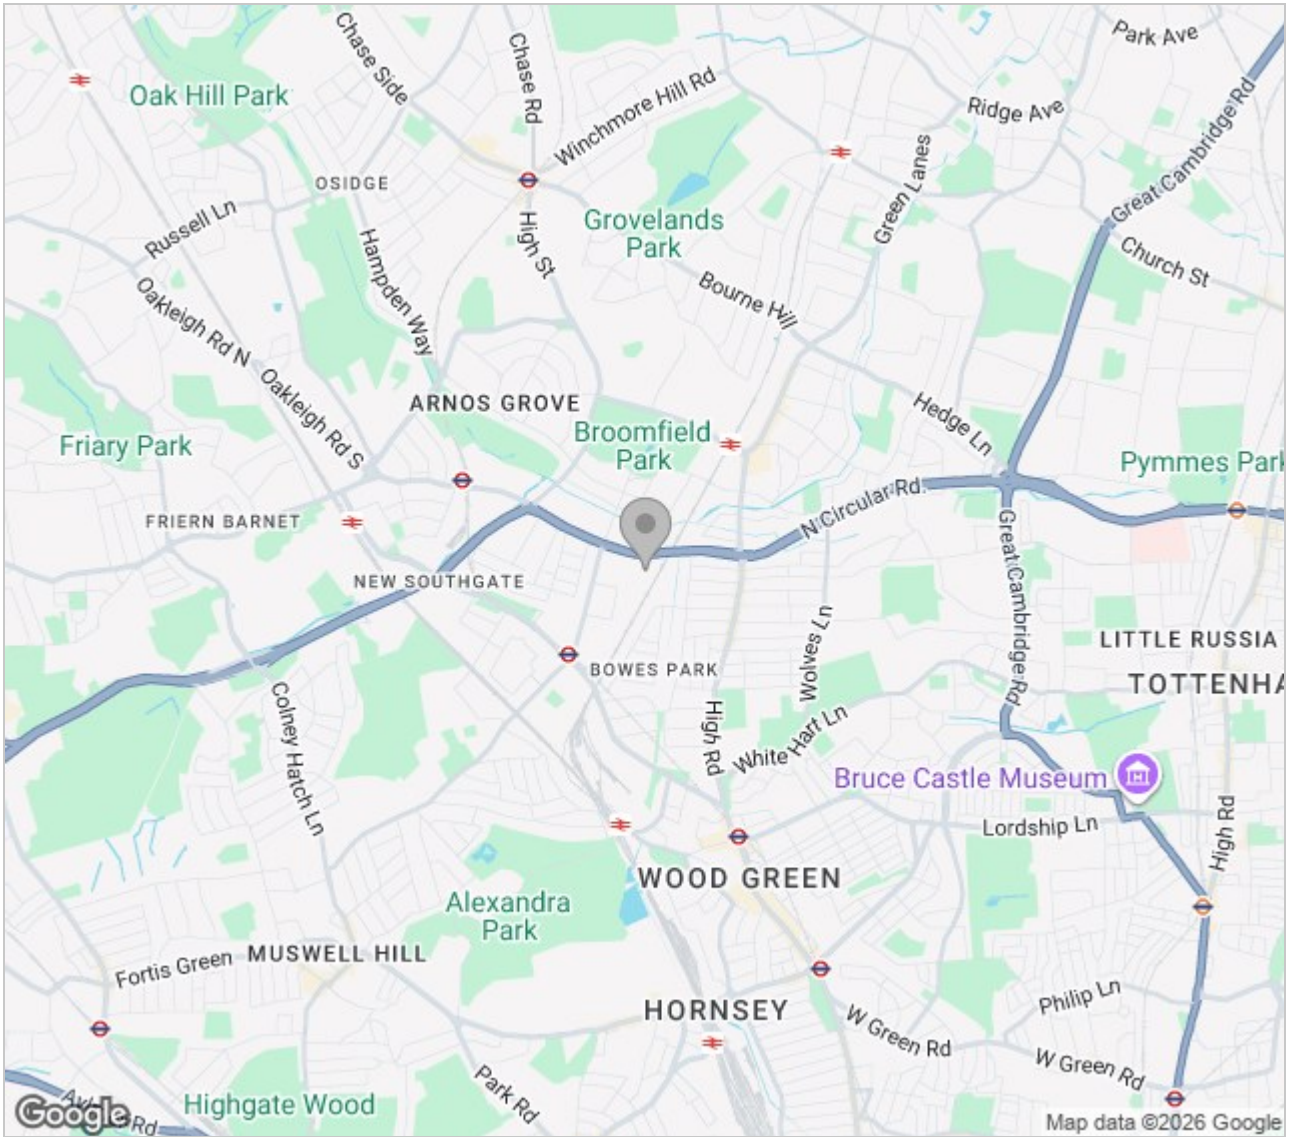 Park Ave
Chase Side
Chase Rd
Oak Hill Park
Winchmore Hill Rd
Ridge Ave
Great Cambridge Rd
OSIDGE
Green Lanes
Russell Ln
High St
Grovelands
Park
Church St
Hampden Way
Bourne Hill
Oakleigh Rd N
Oakleigh Rd S
ARNOS GROVE
Hedge Ln
Broomfield
Park
Friary Park
Pymmes Park
N Circular Rd.
FRIERN BARNET
Great Cambridge Rd
NEW SOUTHGATE
Wolves Ln
LITTLE RUSSIA
BOWES PARK
TOTTENHA
Colney Hatch Ln
High Rd
White Hart Ln
Bruce Castle Museum
Lordship Ln
High Rd
WOOD GREEN
Alexandra
Park
MUSWELL HILL
Fortis Green
Philip Ln
HORNSEY
W Green Rd
W Green Rd
Park Rd
Highgate Wood
Google
Map data ©2026 Google